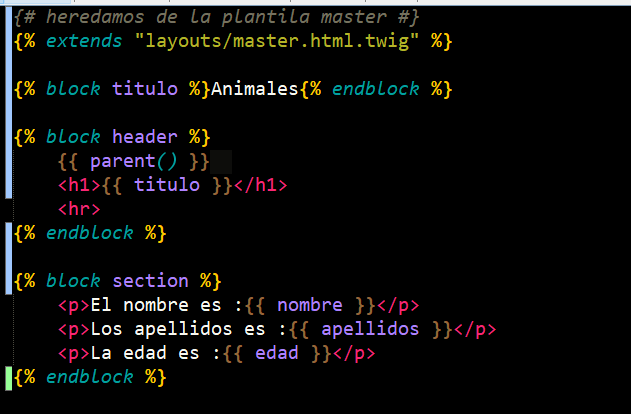 {# heredamos de la plantila master #}
{% extends "layouts/master.html.twig" %}
{% block titulo %}Animales{% endblock %}
{% block header %}
{{ parent() }}
<h1>{{ titulo }}</h1>
<hr>
{% endblock %}
{% block section %}
<p>El nombre es :{{ nombre }}</p>
<p>Los apellidos es :{{ apellidos }}</p>
<p>La edad es :{{ edad }}</p>
{% endblock %}